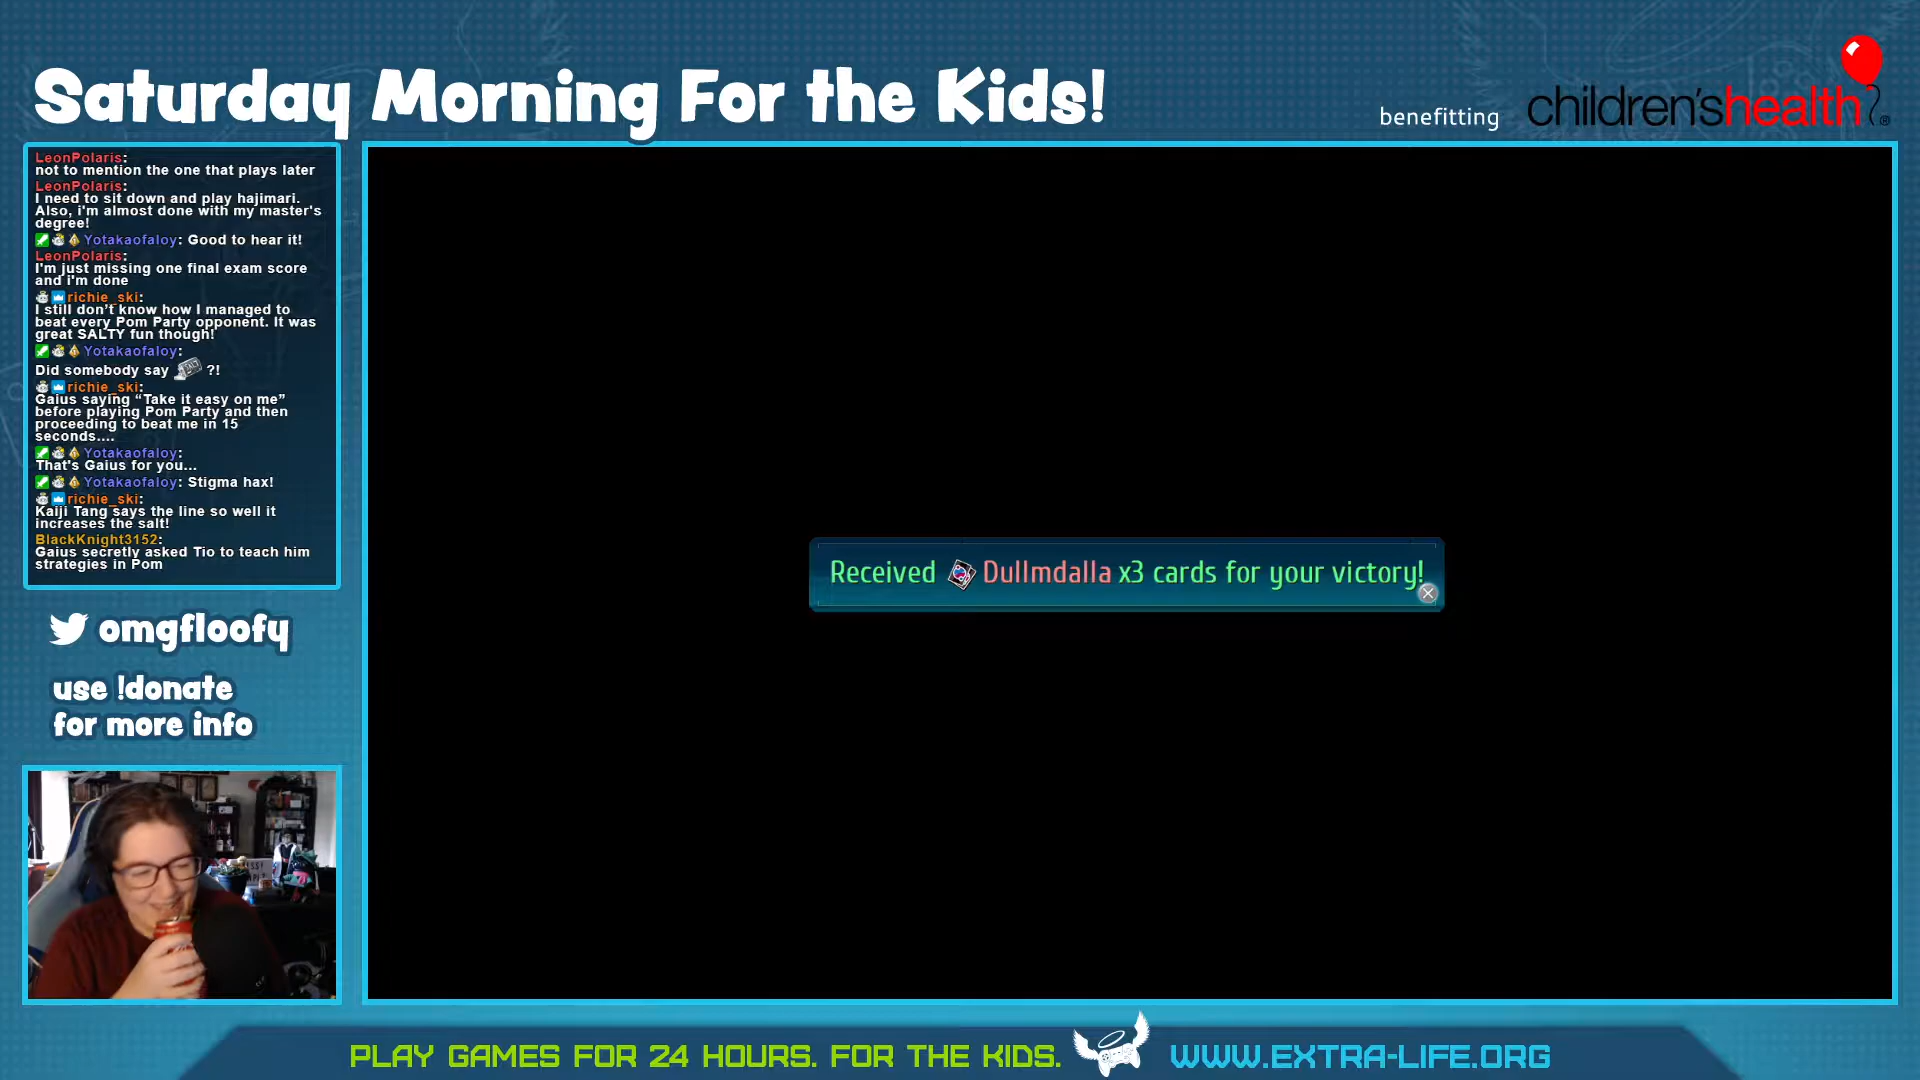 Saturday Morning For the Kids!
benefitting children'shealth®
LeonPolaris:
not to mention the one that plays later
LeonPolaris:
I need to sit down and play hajimari.
Also, i'm almost done with my master's
degree!
Yotakaofaloy: Good to hear it!
LeonPolaris:
I'm just missing one final exam score
and i'm done
richie_ski:
I still don’t know how I managed to
beat every Pom Party opponent. It was
great SALTY fun though!
Yotakaofaloy:
Did somebody say ?!
richie_ski:
Gaius saying “Take it easy on me”
before playing Pom Party and then
proceeding to beat me in 15
seconds....
Yotakaofaloy:
That's Gaius for you...
Yotakaofaloy: Stigma hax!
richie_ski:
Kaiji Tang says the line so well it
increases the salt!
BlackKnight3152:
Gaius secretly asked Tio to teach him
strategies in Pom
Received Dullmdalla x3 cards for your victory!
omgfloofy
use !donate
for more info
PLAY GAMES FOR 24 HOURS. FOR THE KIDS.
WWW.EXTRA-LIFE.ORG